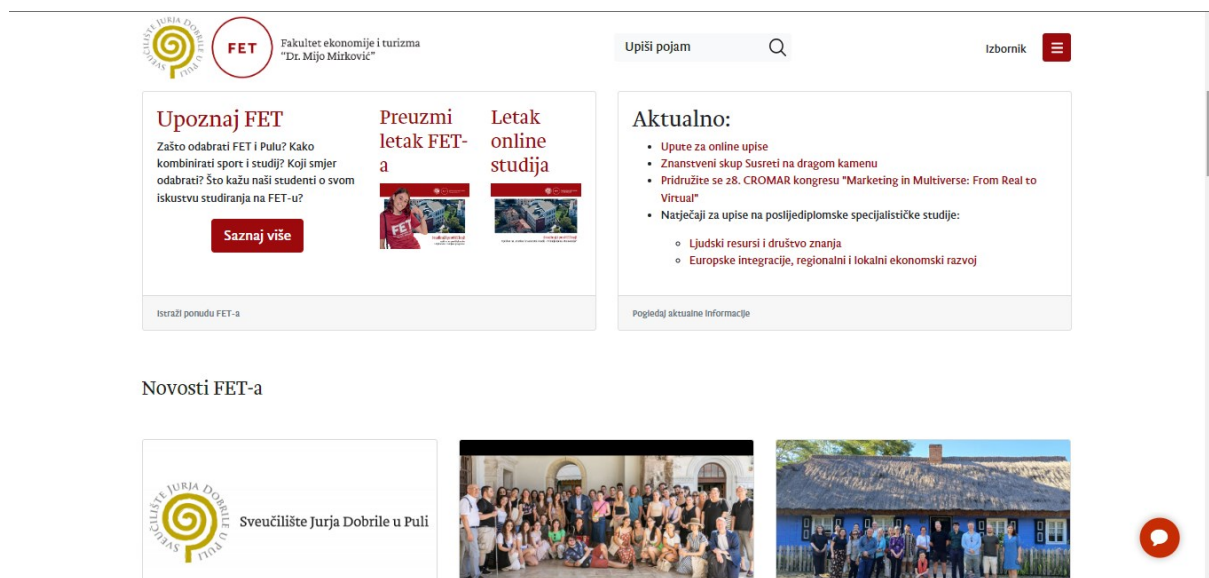 SVEUČILIŠTE JURJA DOBRILE U PULI
FET
Fakultet ekonomije i turizma
"Dr. Mijo Mirković"
Upiši pojam
Izbornik
Upoznaj FET
Zašto odabrati FET i Pulu? Kako
kombinirati sport i studij? Koji smjer
odabrati? Što kažu naši studenti o svom
iskustvu studiranja na FET-u?
Saznaj više
Preuzmi
letak FET-
a
FET
Letak
online
studija
Istraži ponudu FET-a
Aktualno:
Upute za online upise
Znanstveni skup Susreti na dragom kamenu
Pridružite se 28. CROMAR kongresu "Marketing in Multiverse: From Real to
Virtual"
Natječaji za upise na poslijediplomske specijalističke studije:
Ljudski resursi i društvo znanja
Europske integracije, regionalni i lokalni ekonomski razvoj
Pogledaj aktualne informacije
Novosti FET-a
SVEUČILIŠTE JURJA DOBRILE U PULI
Sveučilište Jurja Dobrile u Puli